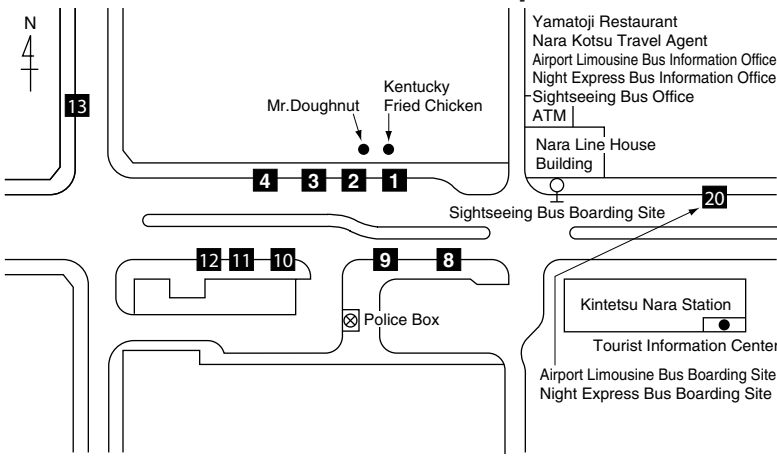 N
Yamatoji Restaurant
Nara Kotsu Travel Agent
Airport Limousine Bus Information Office
Night Express Bus Information Office
Sightseeing Bus Office
ATM
Nara Line House
Building
Kentucky
Fried Chicken
Mr.Doughnut
13
4
3
2
1
20
Sightseeing Bus Boarding Site
12
11
10
9
8
Police Box
Kintetsu Nara Station
Tourist Information Center
Airport Limousine Bus Boarding Site
Night Express Bus Boarding Site